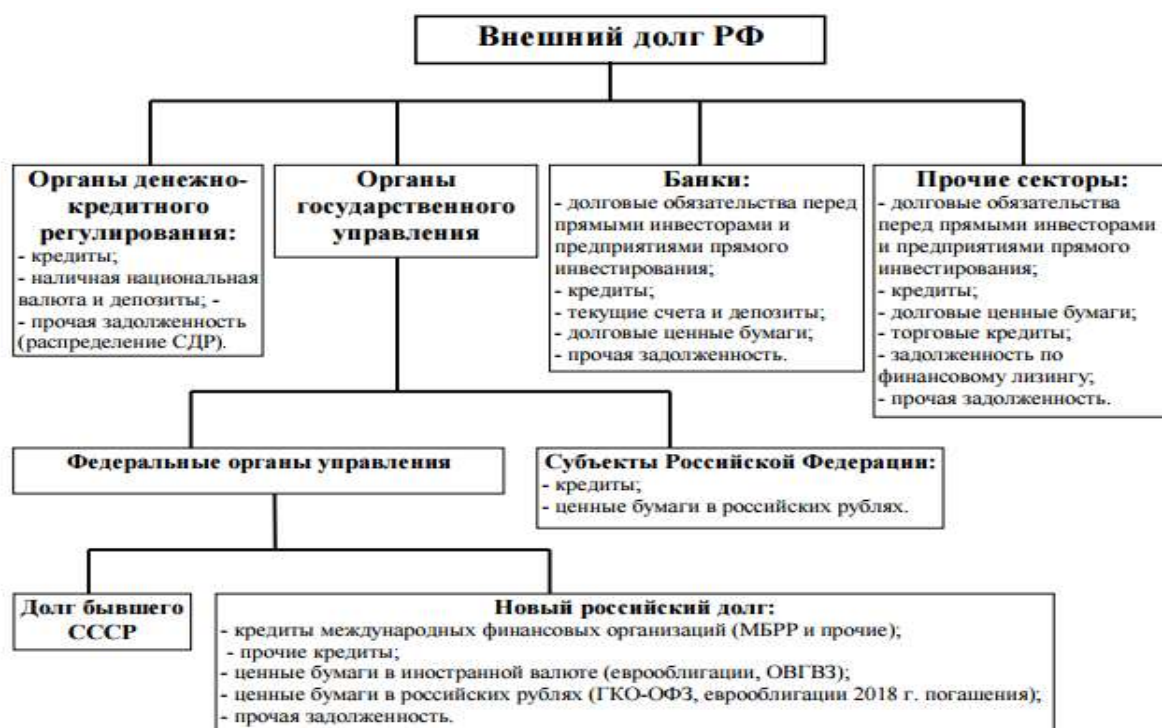 Внешний долг РФ
Органы денежно-
кредитного
регулирования:
- кредиты;
- наличная национальная
валюта и депозиты; -
- прочая задолженность
(распределение СДР).
Органы
государственного
управления
Банки:
- долговые обязательства перед
прямыми инвесторами и
предприятиями прямого
инвестирования;
- кредиты;
- текущие счета и депозиты;
- долговые ценные бумаги;
- прочая задолженность.
Прочие секторы:
- долговые обязательства
перед прямыми инвесторами
и предприятиями прямого
инвестирования;
- кредиты;
- долговые ценные бумаги;
- торговые кредиты;
- задолженность по
финансовому лизингу;
- прочая задолженность.
Федеральные органы управления
Субъекты Российской Федерации:
- кредиты;
- ценные бумаги в российских рублях.
Долг бывшего
СССР
Новый российский долг:
- кредиты международных финансовых организаций (МБРР и прочие);
- прочие кредиты;
- ценные бумаги в иностранной валюте (еврооблигации, ОВГВЗ);
- ценные бумаги в российских рублях (ГКО-ОФЗ, еврооблигации 2018 г. погашения);
- прочая задолженность.